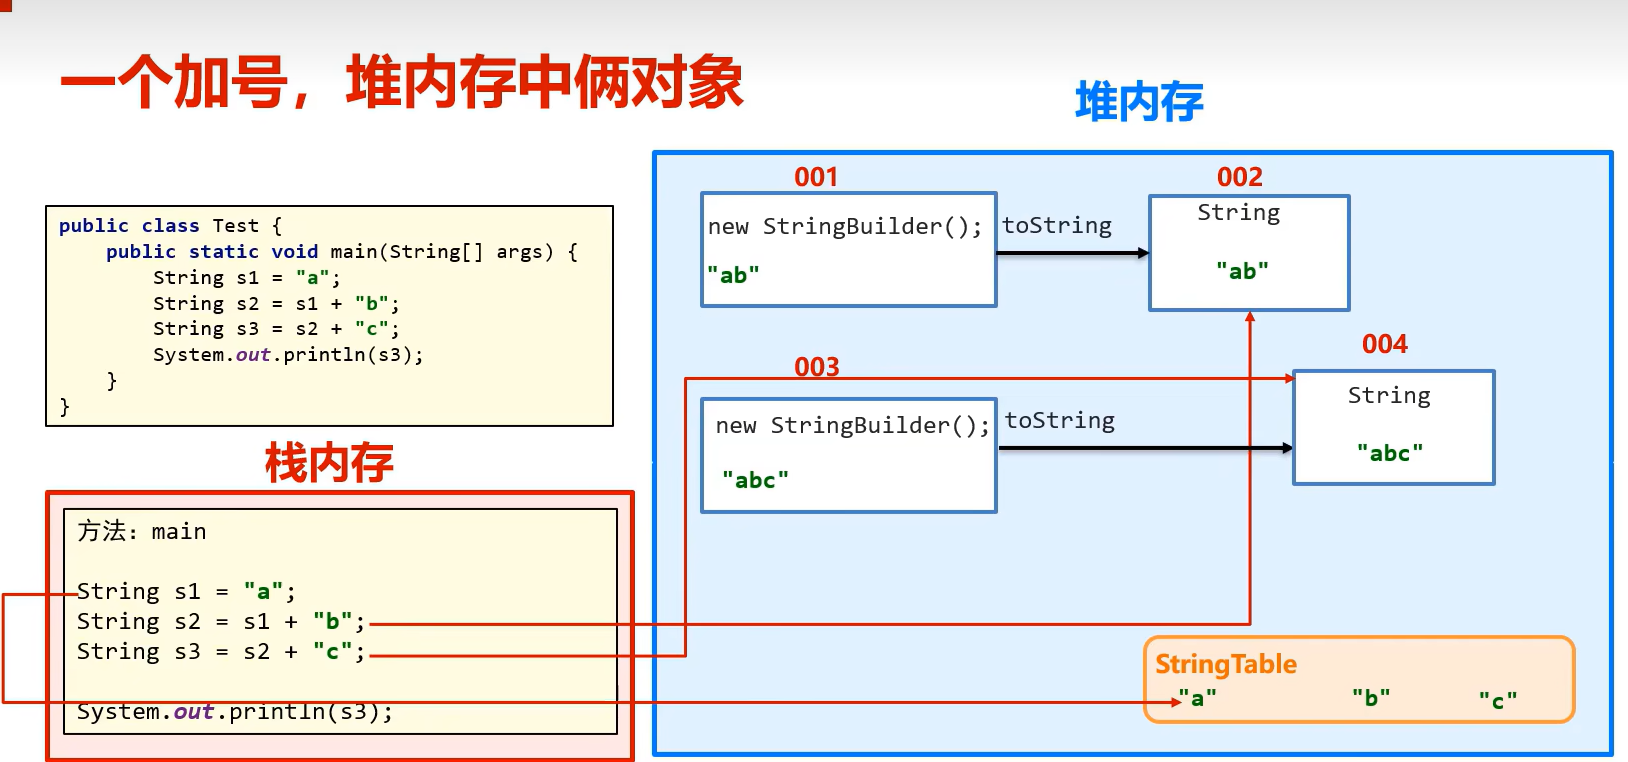 一个加号，堆内存中俩对象
堆内存
public class Test {
public static void main(String[] args) {
String s1 = "a";
String s2 = s1 + "b";
String s3 = s2 + "c";
System.out.println(s3);
}
}
栈内存
方法：main
String s1 = "a";
String s2 = s1 + "b";
String s3 = s2 + "c";
System.out.println(s3);
001
new StringBuilder();
"ab"
toString
002
String
"ab"
003
new StringBuilder();
"abc"
toString
004
String
"abc"
StringTable
"a" "b" "c"